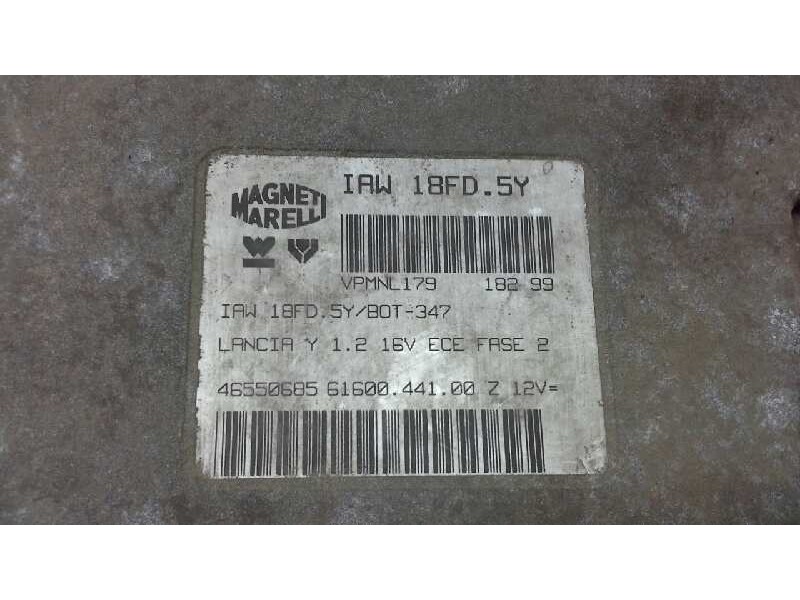 MAGNETI
MARELLI
IAW 18FD.5Y
VPMNL179 182 99
IAW 18FD.5Y/BOT-347
LANCIA Y 1.2 16V ECE FASE 2
46550685 61600.441.00 Z 12V=